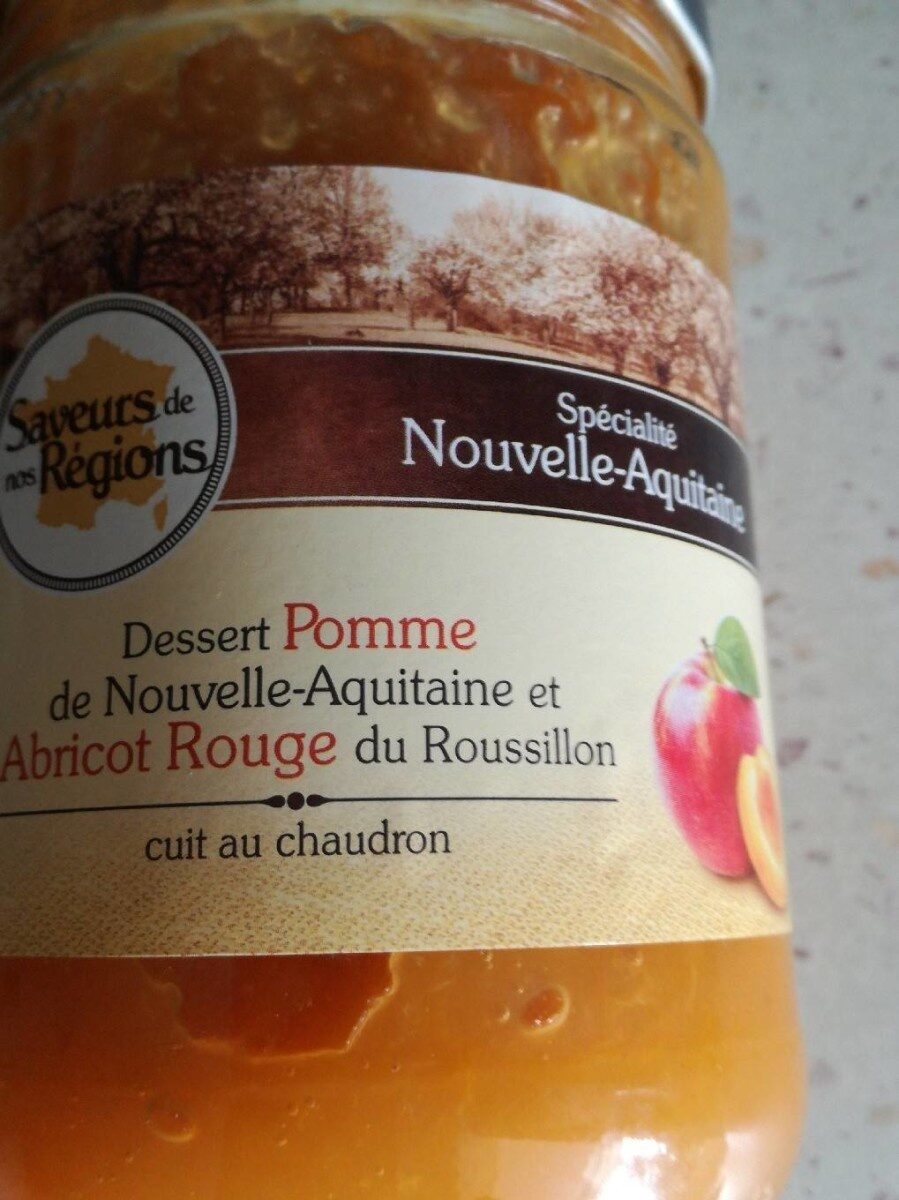 Saveurs de
nos Régions
Spécialité
Nouvelle-Aquitaine
Dessert Pomme
de Nouvelle-Aquitaine et
Abricot Rouge du Roussillon
cuit au chaudron